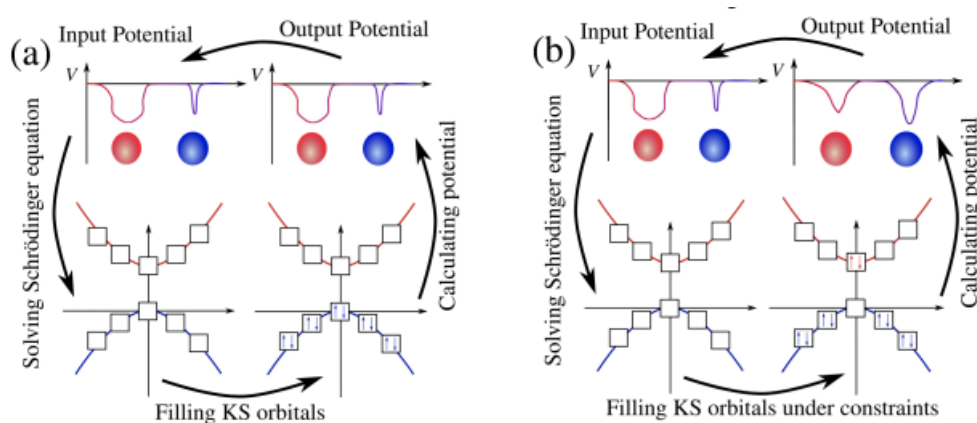 (a)
Input Potential
Output Potential
V
V
Solving Schrödinger equation
Calculating potential
Filling KS orbitals
(b)
Input Potential
Output Potential
V
V
Solving Schrödinger equation
Calculating potential
Filling KS orbitals under constraints